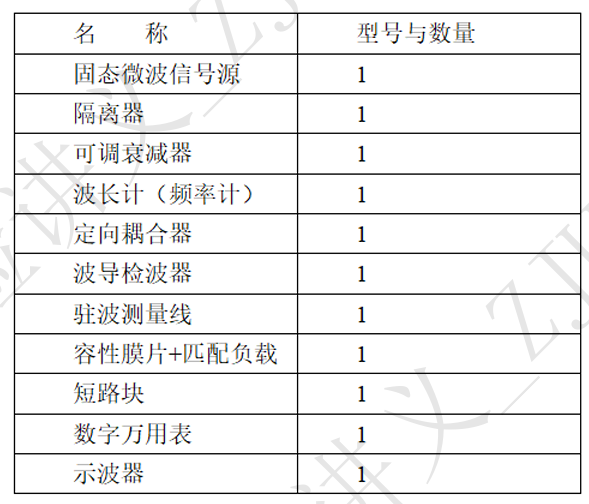 名 称 型号与数量
固态微波信号源 1
隔离器 1
可调衰减器 1
波长计（频率计） 1
定向耦合器 1
波导检波器 1
驻波测量线 1
容性膜片+匹配负载 1
短路块 1
数字万用表 1
示波器 1